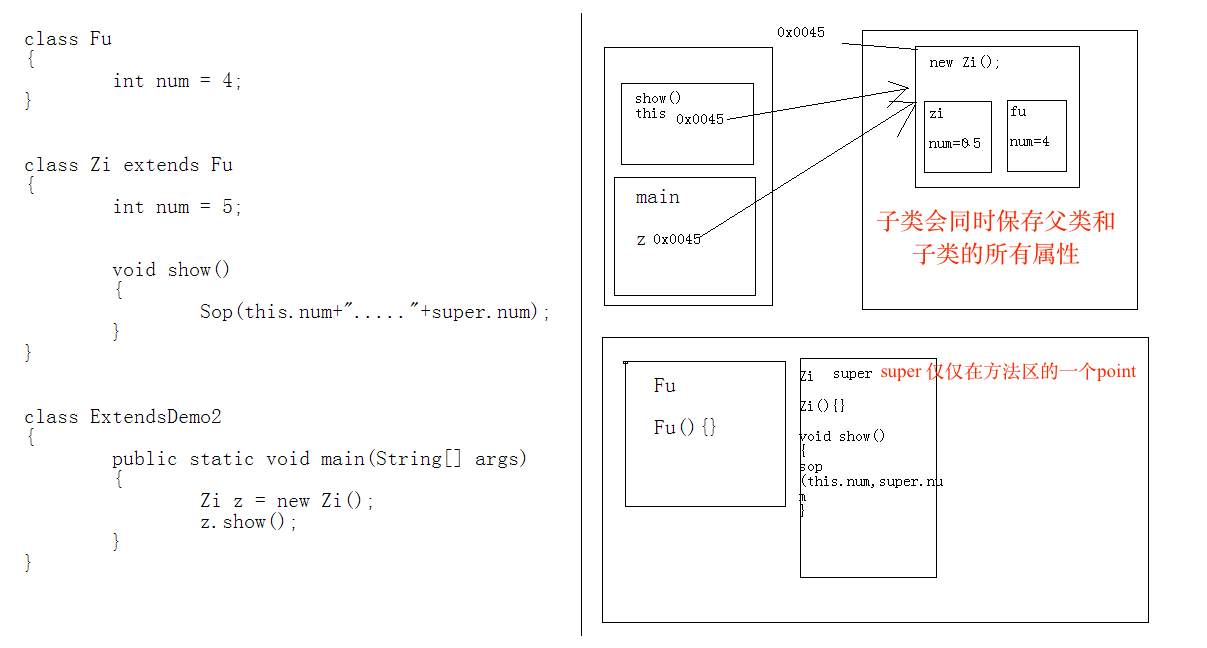 class Fu
{
int num = 4;
}
class Zi extends Fu
{
int num = 5;
void show()
{
Sop(this.num+"....."+super.num);
}
}
class ExtendsDemo2
{
public static void main(String[] args)
{
Zi z = new Zi();
z.show();
}
}
0x0045
show()
this 0x0045
main
z 0x0045
new Zi();
zi
fu
num=4
子类会同时保存父类和
子类的所有属性
Fu
Fu(){}
Zi super super 仅仅在方法区的一个point
Zi(){}
void show()
{
sop
(this.num,super.nu
m
}